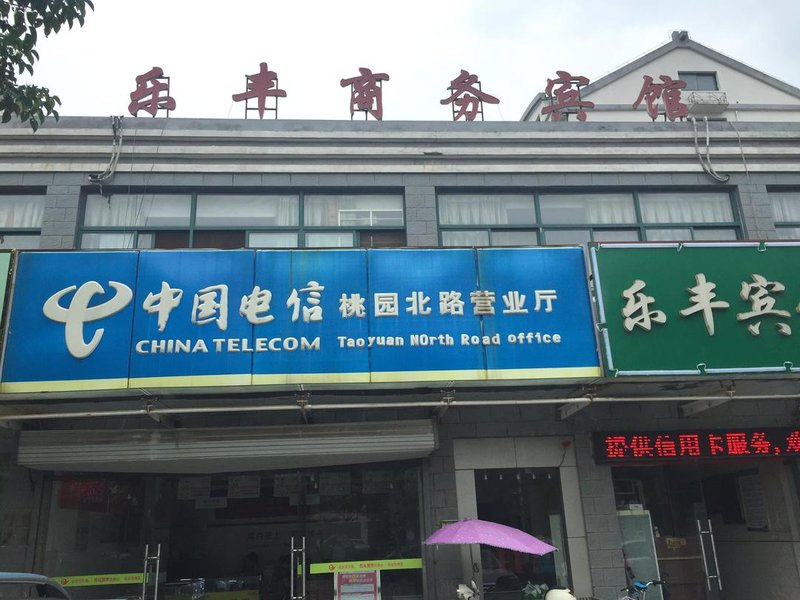 乐丰商务宾馆
中国电信 桃园北路营业厅
CHINA TELECOM Taoyuan NOrth Road office
乐丰宾
提供信用卡服务,欢